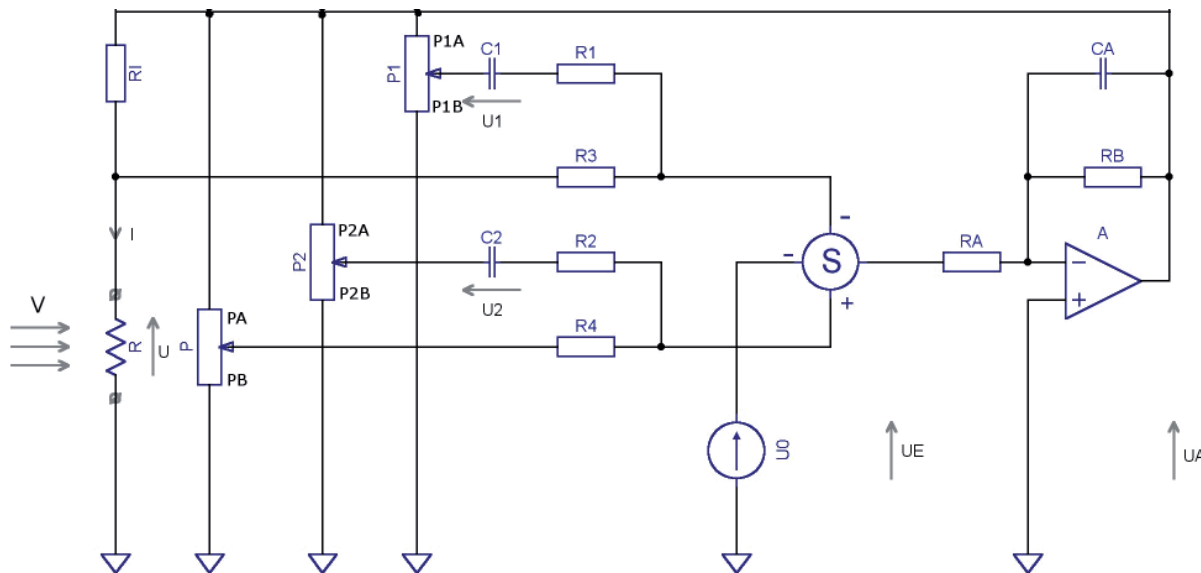 P1A
C1
R1
CA
RI
P1
P1B
U1
R3
RB
-
I
P2A
C2
R2
RA
A
P2
-
S
-
P2B
+
+
U2
V
PA
R4
R
U
P
PB
U0
UE
UA